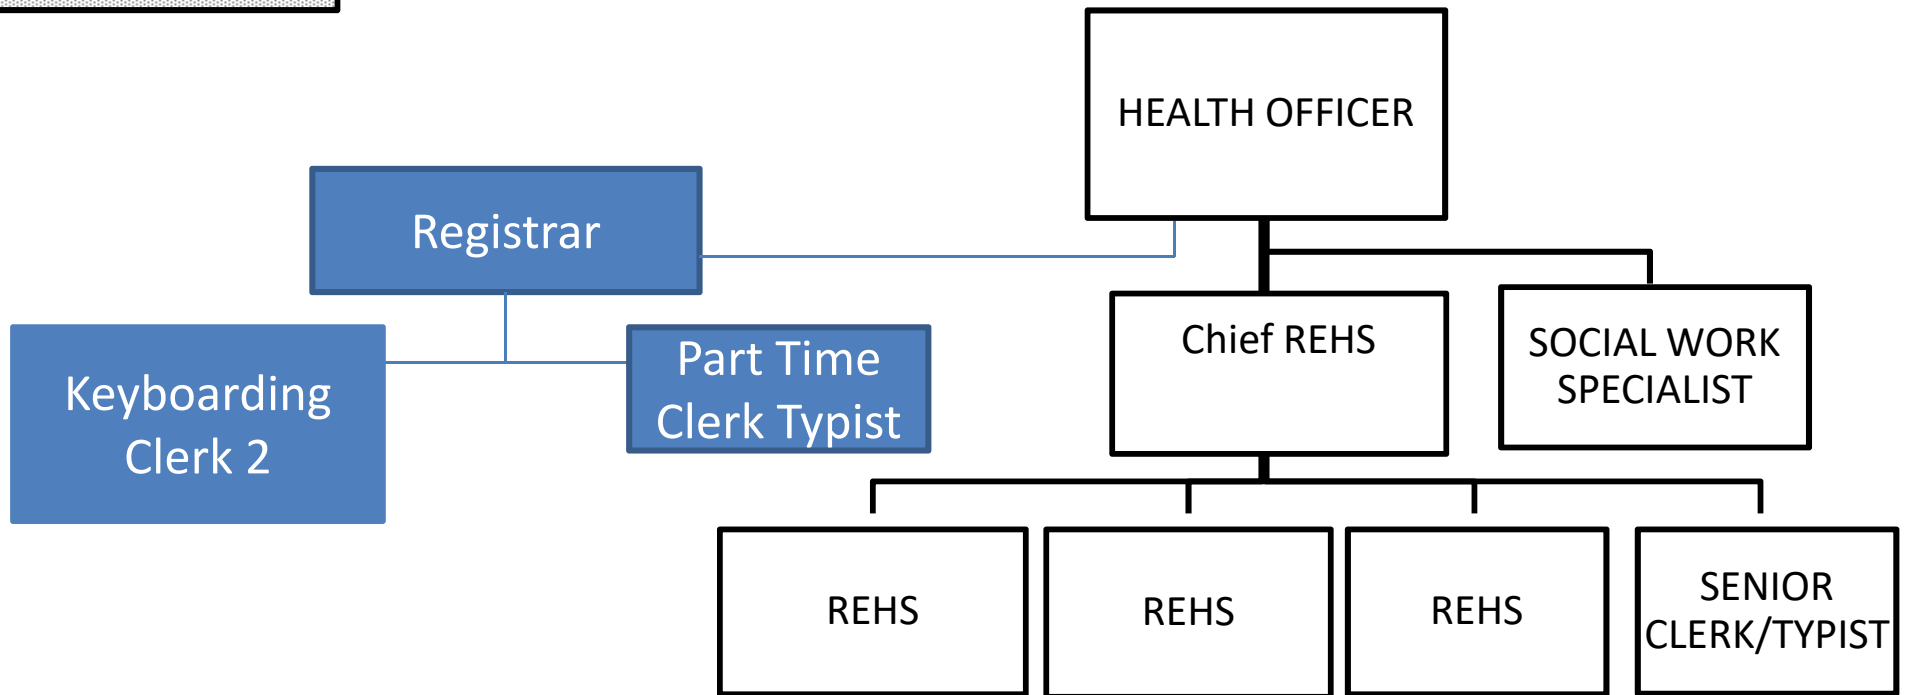 HEALTH OFFICER
Registrar
Keyboarding
Clerk 2
Part Time
Clerk Typist
Chief REHS
SOCIAL WORK
SPECIALIST
REHS
REHS
REHS
SENIOR
CLERK/TYPIST